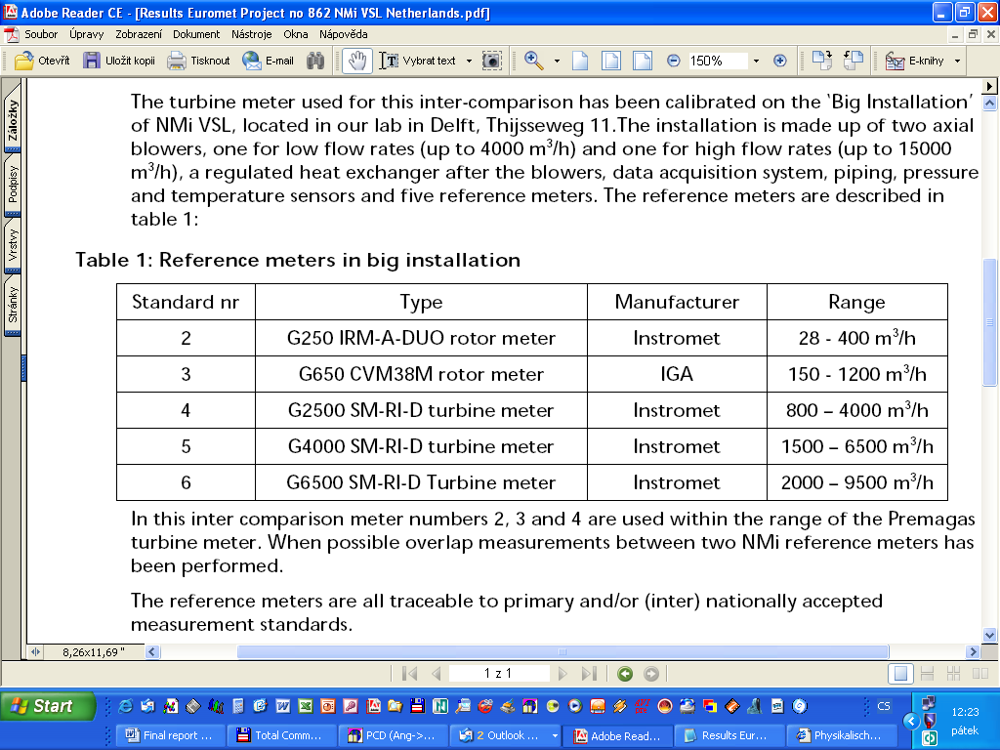 Adobe Reader CE - [Results Euromet Project no 862 NMi VSL Netherlands.pdf]
Soubor Úpravy Zobrazení Dokument Nástroje Okna Nápověda
Otevřít Uložit kopii Tisknout E-mail Vybrat text 150% E-knihy
Záložky
Podpisy
Vrstvy
Stránky
The turbine meter used for this inter-comparison has been calibrated on the ‘Big Installation’
of NMi VSL, located in our lab in Delft, Thijsseweg 11.The installation is made up of two axial
blowers, one for low flow rates (up to 4000 m³/h) and one for high flow rates (up to 15000
m³/h), a regulated heat exchanger after the blowers, data acquisition system, piping, pressure
and temperature sensors and five reference meters. The reference meters are described in
table 1:
Table 1: Reference meters in big installation
Standard nr Type Manufacturer Range
2 G250 IRM-A-DUO rotor meter Instromet 28 - 400 m³/h
3 G650 CVM38M rotor meter IGA 150 - 1200 m³/h
4 G2500 SM-RI-D turbine meter Instromet 800 – 4000 m³/h
5 G4000 SM-RI-D turbine meter Instromet 1500 – 6500 m³/h
6 G6500 SM-RI-D Turbine meter Instromet 2000 – 9500 m³/h
In this inter comparison meter numbers 2, 3 and 4 are used within the range of the Premagas
turbine meter. When possible overlap measurements between two NMi reference meters has
been performed.
The reference meters are all traceable to primary and/or (inter) nationally accepted
measurement standards.
8,26x11,69 "
1 z 1
Start CS 12:23
Final report ... Total Comm... PCD (Ang->... 2 Outlook ... Adobe Read... Results Eur... Physikalisch... pátek